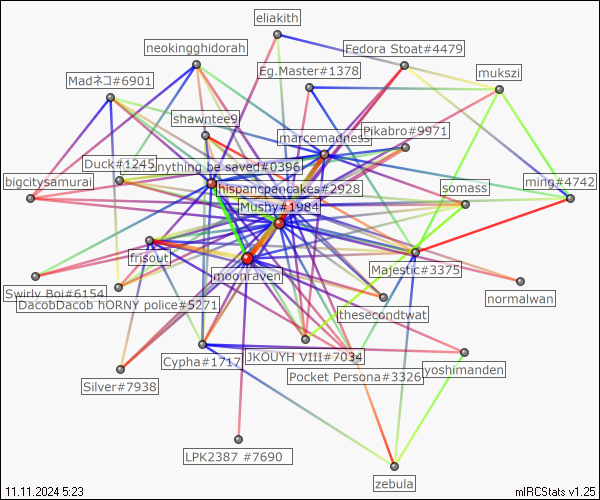 eliakith
neokingghidorah
Fedora Stoat#4479
Eg.Master#1378
mukszi
Madネコ#6901
shawntee9
Pikabro#9971
marcemadness
Duck#1245
nything be saved#0396
bigcitysamurai
hispancpencakes#2928
somass
ming#4742
Mushy#1984
frisout
Majestic#3375
moonraven
Swirly Boi#6154
normalwan
DacobDacob hORNY police#5271
thesecondtwat
JKOUYH VIII#7034
Cypha#1717
Pocket Persona#3326
yoshimanden
Silver#7938
LPK2387 #7690
zebula
11.11.2024 5:23
mIRCStats v1.25